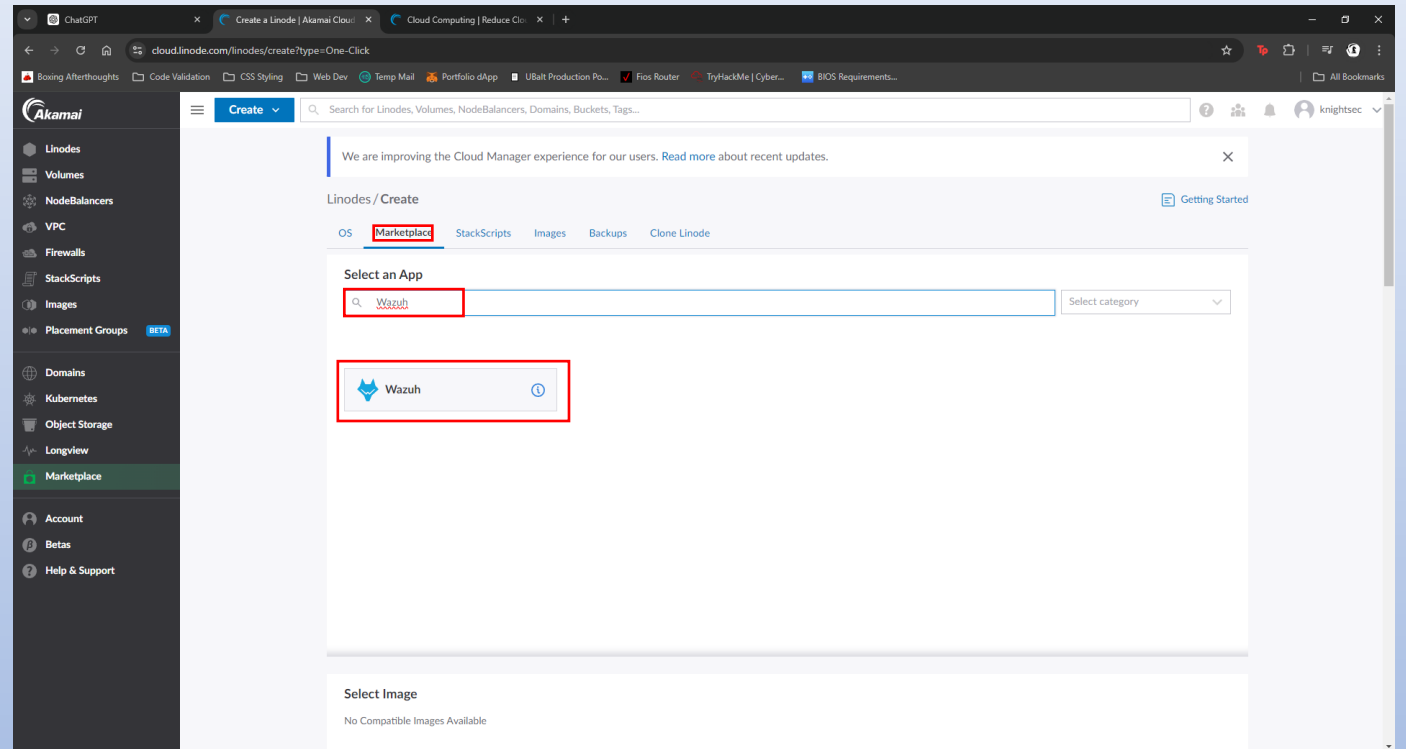 ChatGPT
Create a Linode | Akamai Cloud
Cloud Computing | Reduce Clo
cloud.linode.com/linodes/create?type=One-Click
Boxing Afterthoughts Code Validation CSS Styling Web Dev Temp Mail Portfolio dApp UBalt Production Po... Fios Router TryHackMe | Cyber... BIOS Requirements... All Bookmarks
Akamai
Create
Search for Linodes, Volumes, NodeBalancers, Domains, Buckets, Tags...
knightsec
Linodes
Volumes
NodeBalancers
VPC
Firewalls
StackScripts
Images
Placement Groups BETA
Domains
Kubernetes
Object Storage
Longview
Marketplace
Account
Betas
Help & Support
We are improving the Cloud Manager experience for our users. Read more about recent updates.
Linodes / Create
Getting Started
OS Marketplace StackScripts Images Backups Clone Linode
Select an App
Wazuh
Select category
Wazuh
Select Image
No Compatible Images Available